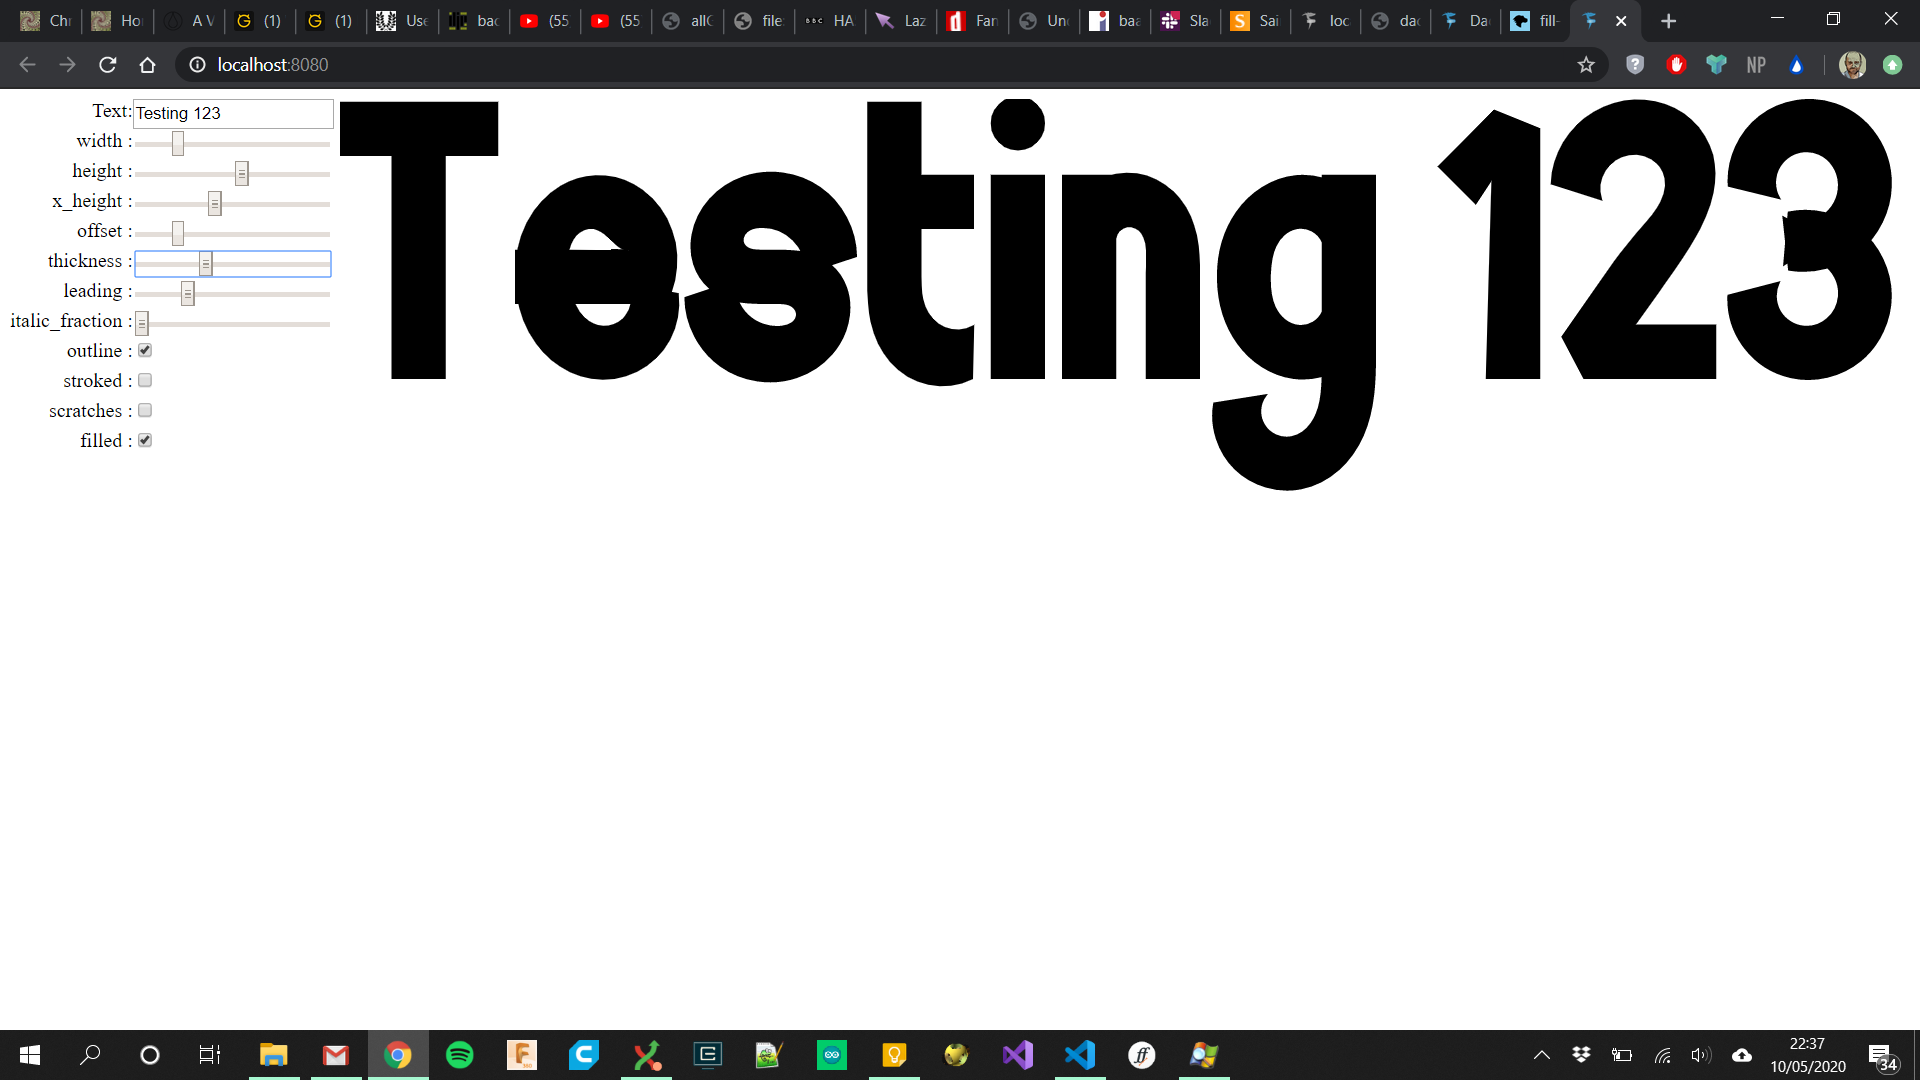 Chr Ho A V (1) (1) Use bac (55 (55 allC file: HA Laz Fan Un baa Sla Sai loc dac Da fill-
localhost:8080 NP
Text: Testing 123
width :
height :
x_height :
offset :
thickness :
leading :
italic_fraction :
outline :
stroked :
scratches :
filled :
Testing 123
22:37
10/05/2020
34